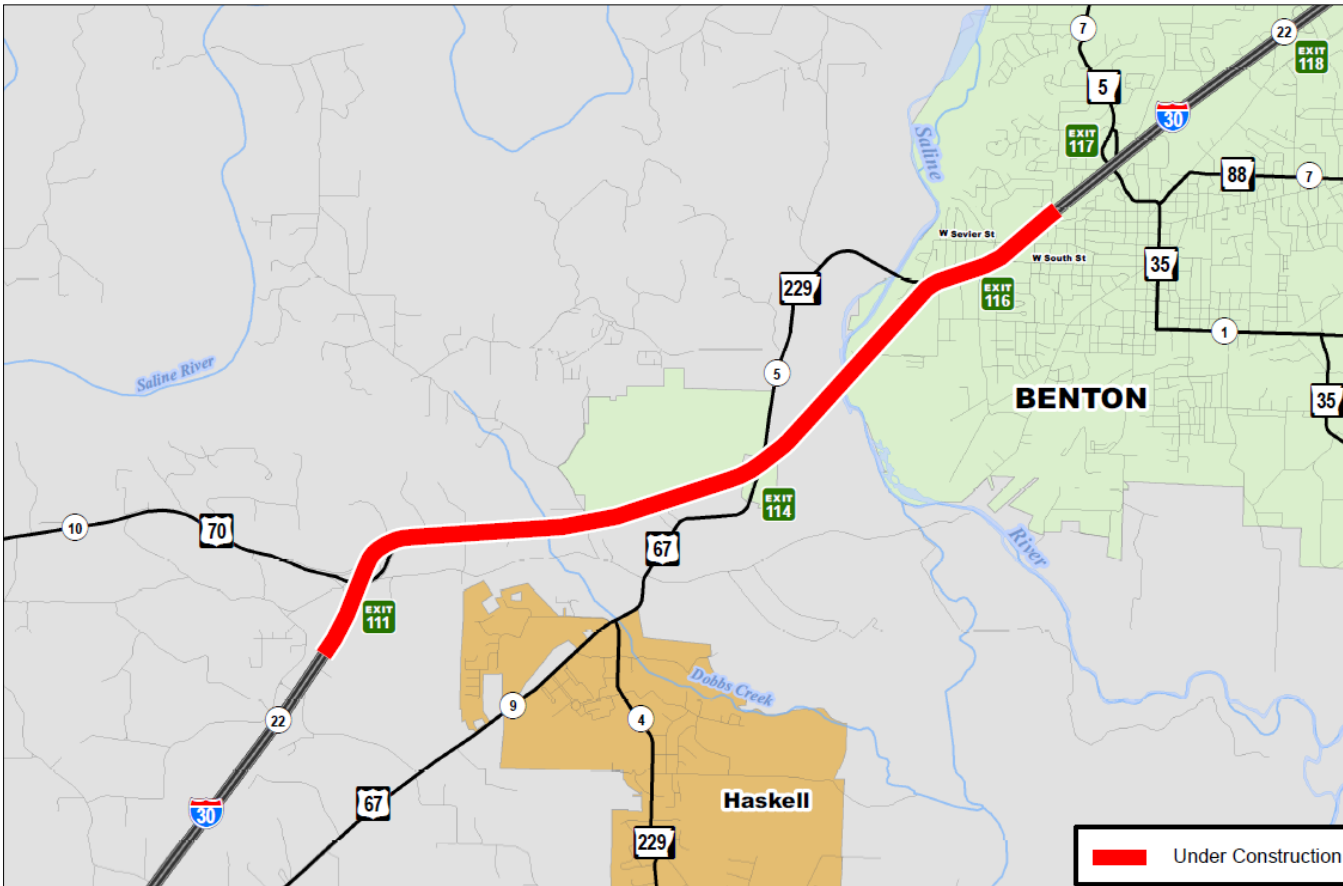 7
22
EXIT
118
5
30
EXIT
117
Saline
88
7
W Sevier St
W South St
35
229
EXIT
116
1
Saline River
5
BENTON
35
EXIT
114
10
70
67
River
EXIT
111
Dobbs Creek
9
4
22
Haskell
67
30
229
Under Construction